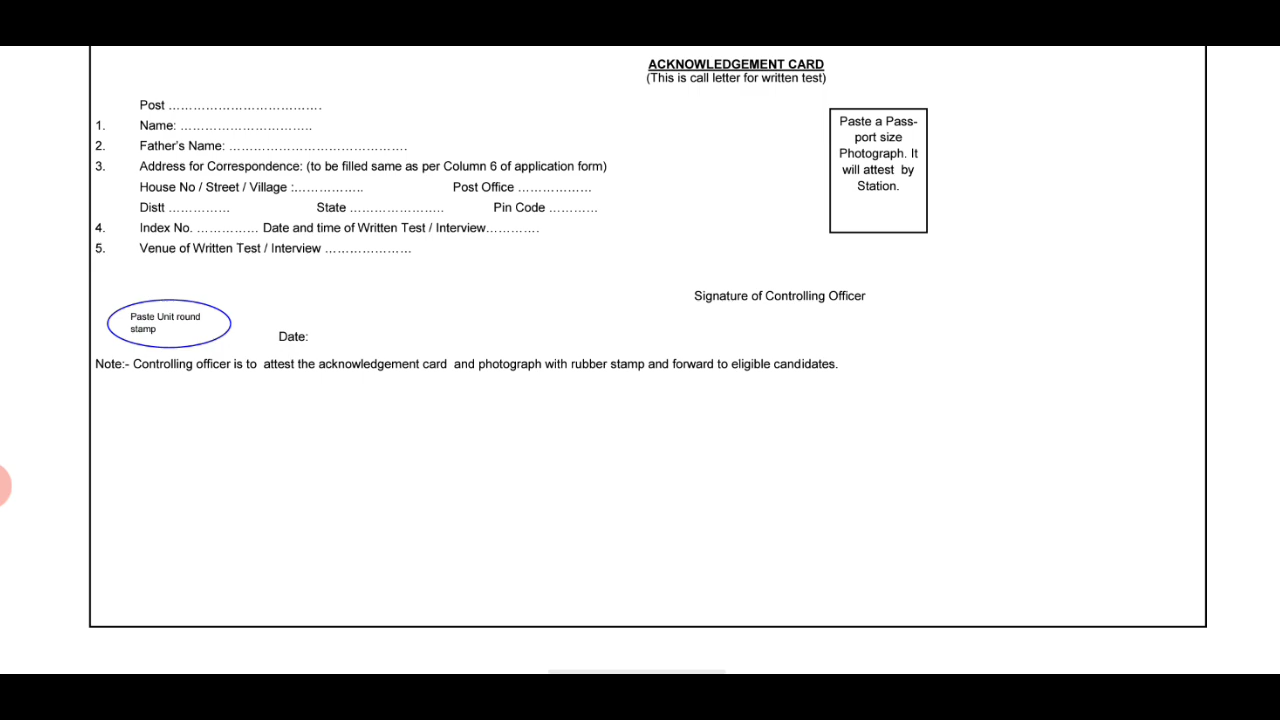 ACKNOWLEDGEMENT CARD
(This is call letter for written test)
Post ……………………………….
1. Name: …………………………..
2. Father’s Name: …………………………………….
3. Address for Correspondence: (to be filled same as per Column 6 of application form)
House No / Street / Village :…………….. Post Office ………………
Distt …………… State ………………….. Pin Code …………
4. Index No. …………… Date and time of Written Test / Interview………….
5. Venue of Written Test / Interview …………………
Paste a Pass-
port size
Photograph. It
will attest by
Station.
Signature of Controlling Officer
Paste Unit round
stamp
Date:
Note:- Controlling officer is to attest the acknowledgement card and photograph with rubber stamp and forward to eligible candidates.